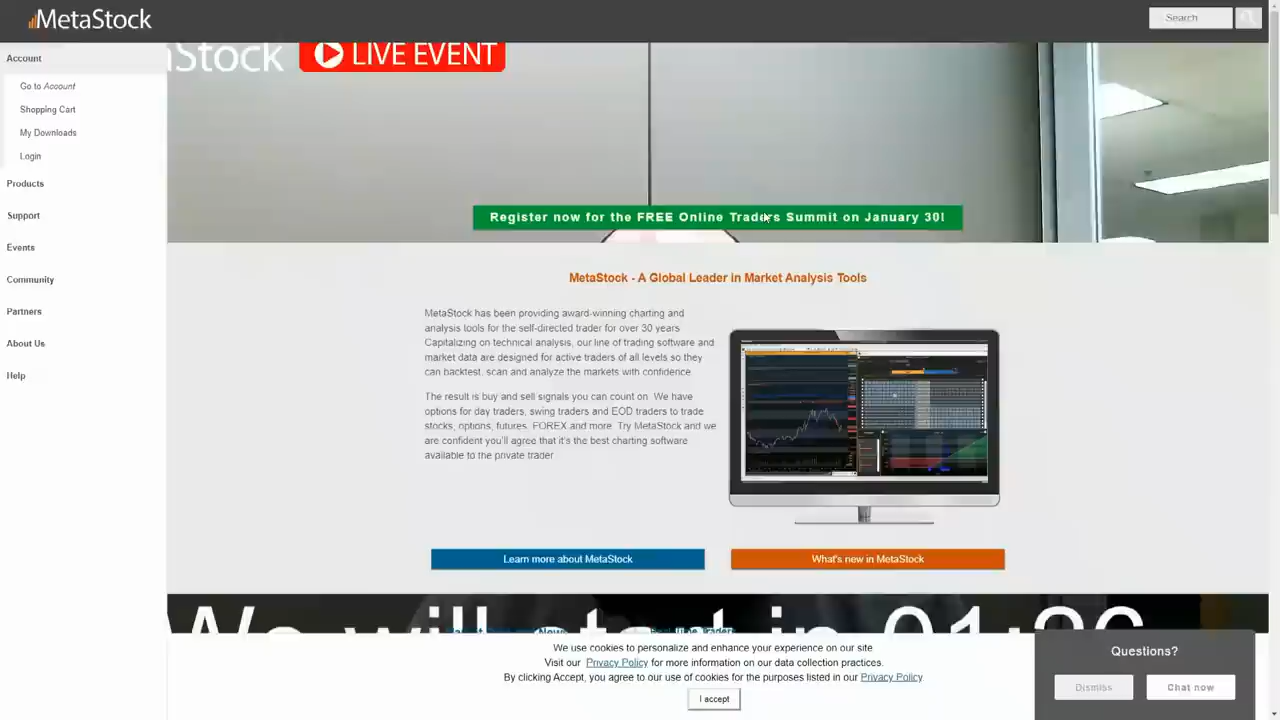 MetaStock
Search
Stock
LIVE EVENT
Account
Go to Account
Shopping Cart
My Downloads
Login
Products
Support
Events
Community
Partners
About Us
Help
Register now for the FREE Online Traders Summit on January 30!
MetaStock - A Global Leader in Market Analysis Tools
MetaStock has been providing award-winning charting and
analysis tools for the self-directed trader for over 30 years
Capitalizing on technical analysis, our line of trading software and
market data are designed for active traders of all levels so they
can backtest, scan and analyze the markets with confidence
The result is buy and sell signals you can count on We have
options for day traders, swing traders and EOD traders to trade
stocks, options, futures, FOREX and more. Try MetaStock and we
are confident you'll agree that it's the best charting software
available to the private trader
Learn more about MetaStock
What's new in MetaStock
We will start in 01:26
We use cookies to personalize and enhance your experience on our site
Visit our Privacy Policy for more information on our data collection practices.
By clicking Accept, you agree to our use of cookies for the purposes listed in our Privacy Policy
I accept
Questions?
Dismiss
Chat now